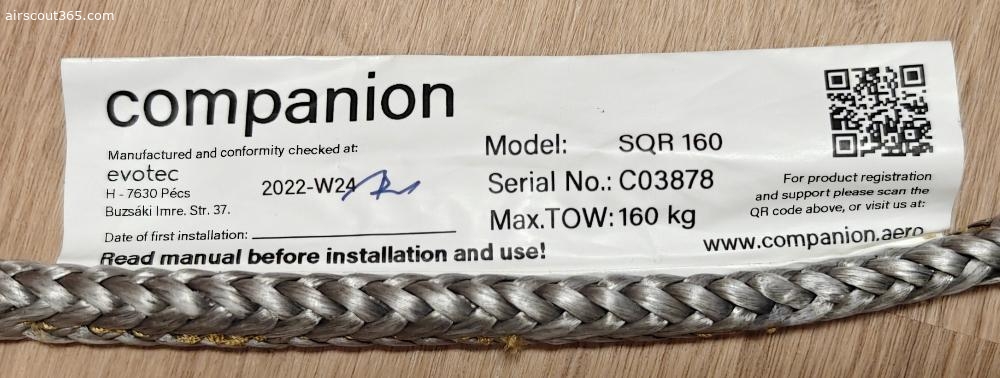 airscout365.com
companion
Manufactured and conformity checked at:
evotec
H - 7630 Pécs
Buzsáki Imre. Str. 37.
2022-W24
Date of first installation:
Read manual before installation and use!
Model: SQR 160
Serial No.: C03878
Max.TOW: 160 kg
For product registration
and support please scan the
QR code above, or visit us at:
www.companion.aero